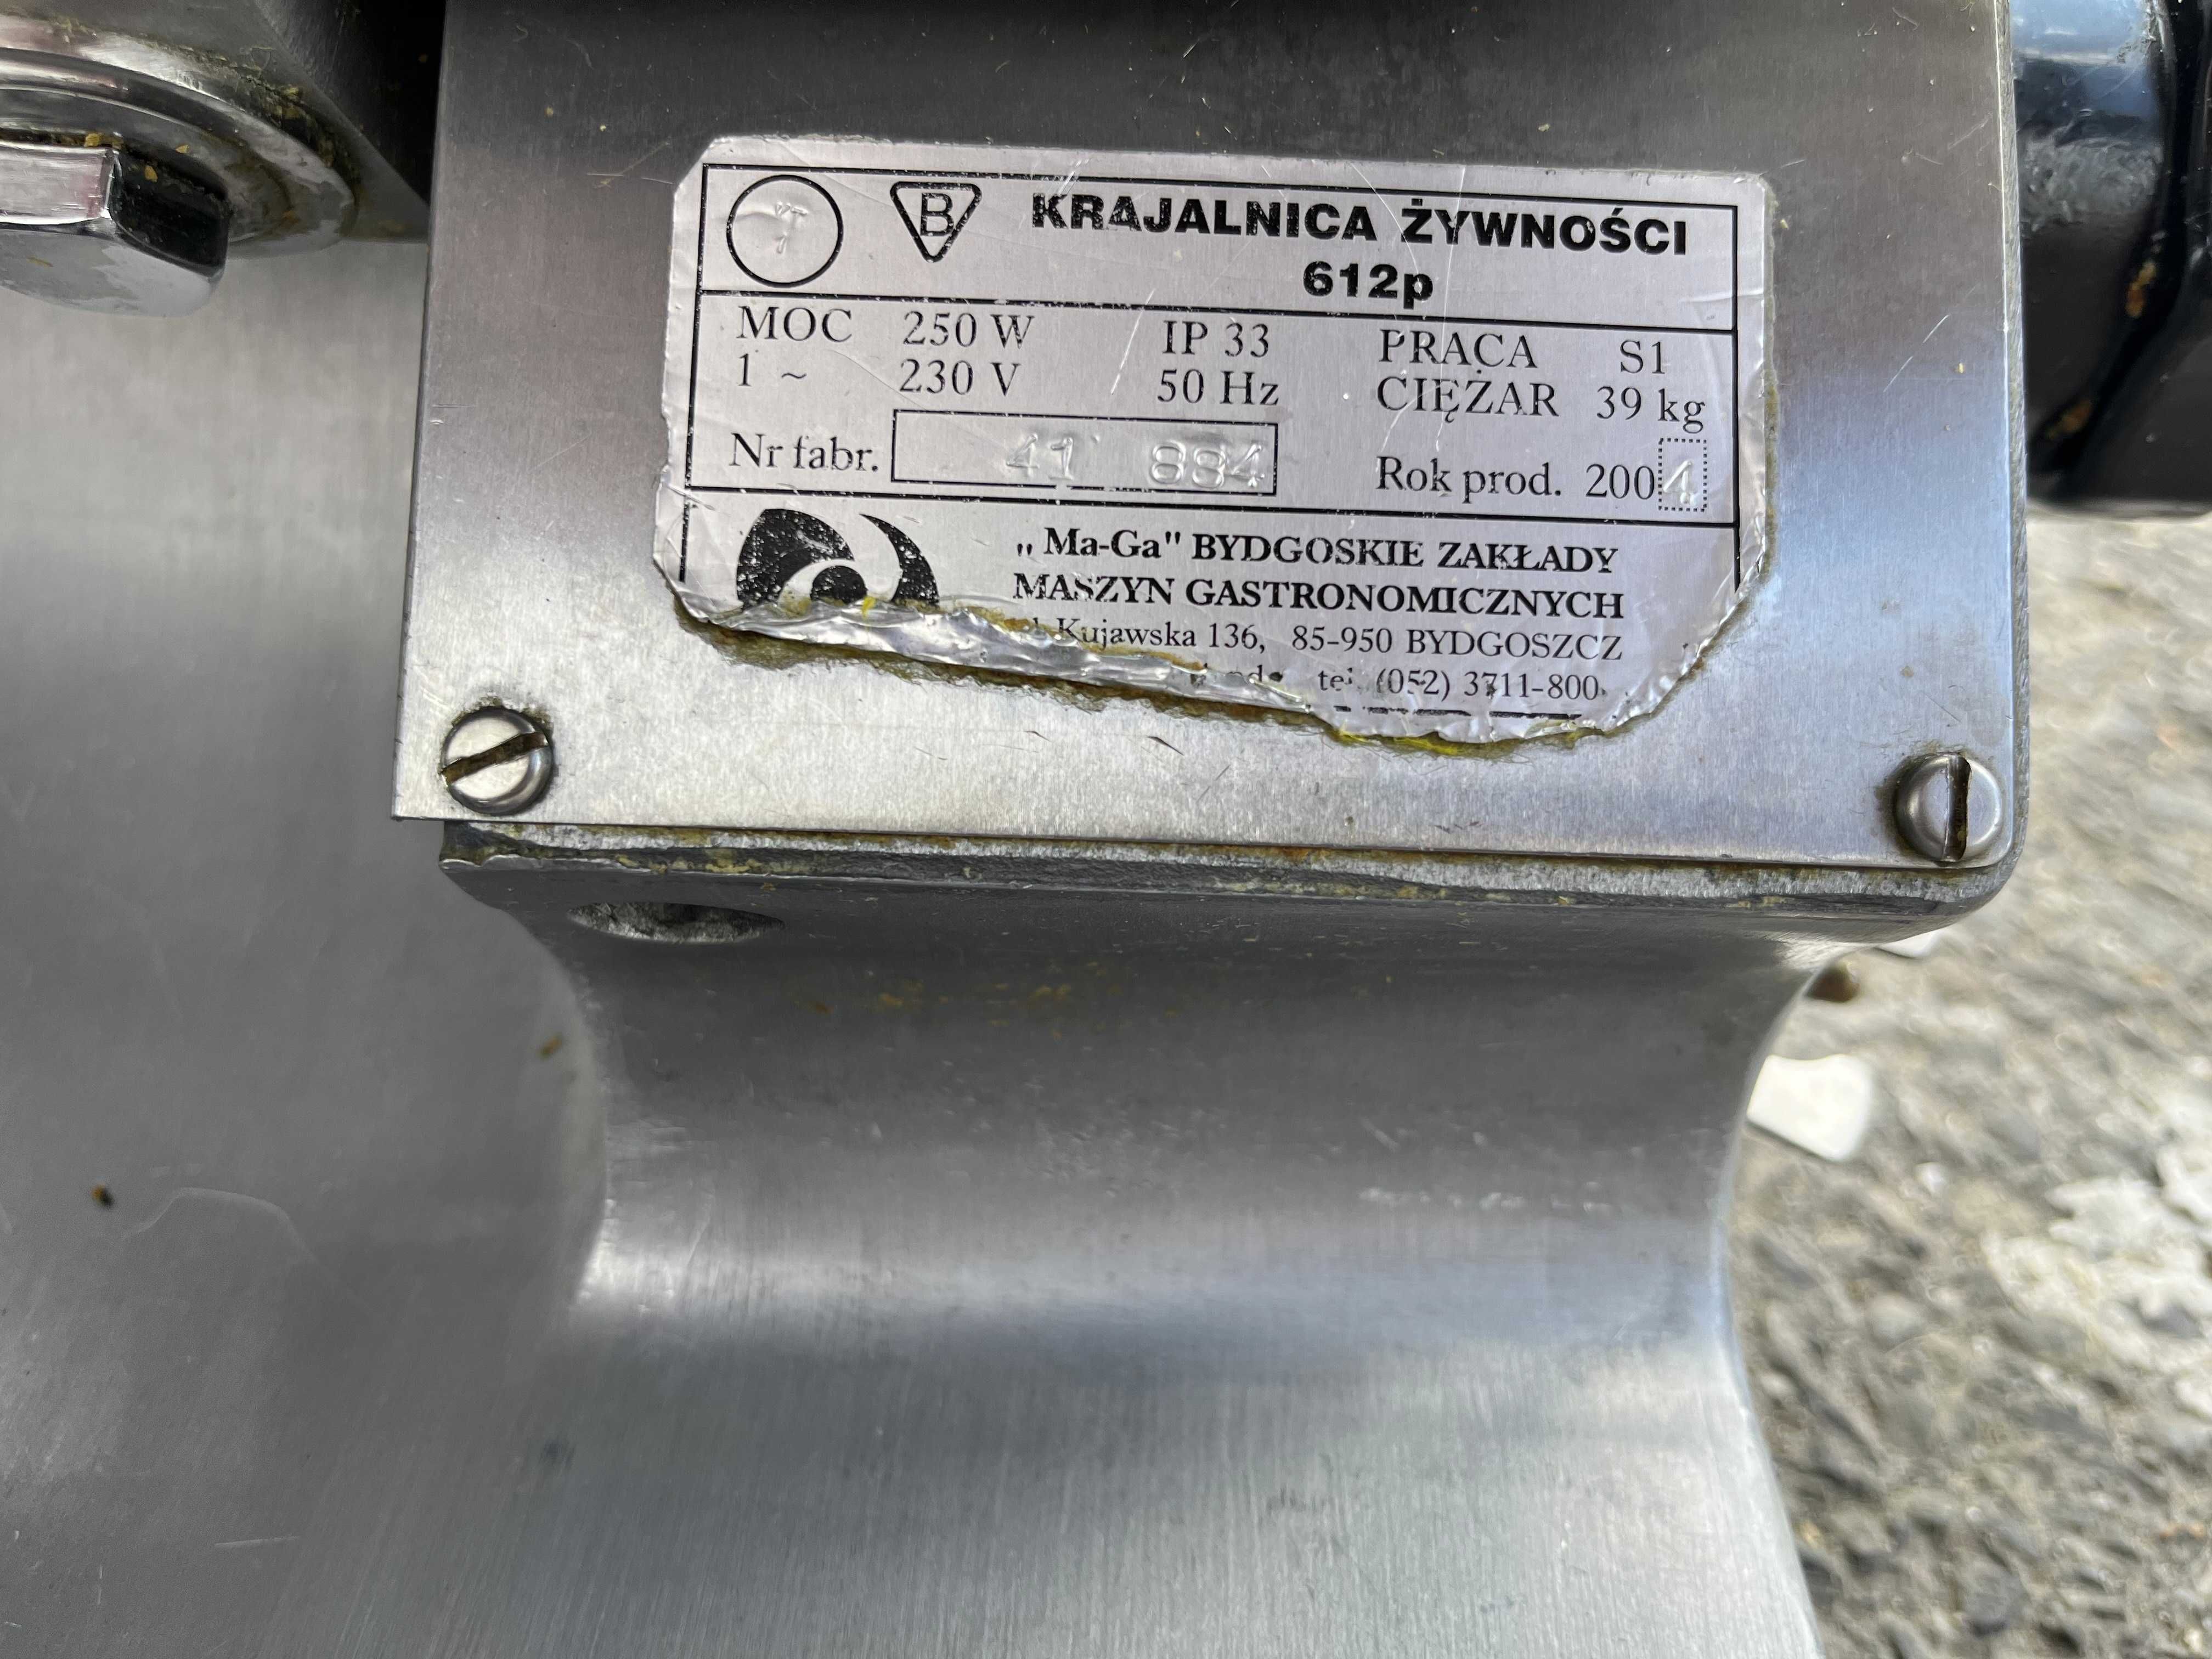 B KRAJALNICA ŻYWNOŚCI
612p
MOC 250 W IP 33 PRACA S1
1 ~ 230 V 50 Hz CIĘŻAR 39 kg
Nr fabr. 41 884 Rok prod. 2004
„Ma-Ga" BYDGOSKIE ZAKŁADY
MASZYN GASTRONOMICZNYCH
Kujawska 136, 85-950 BYDGOSZCZ
tel. (052) 3711-800